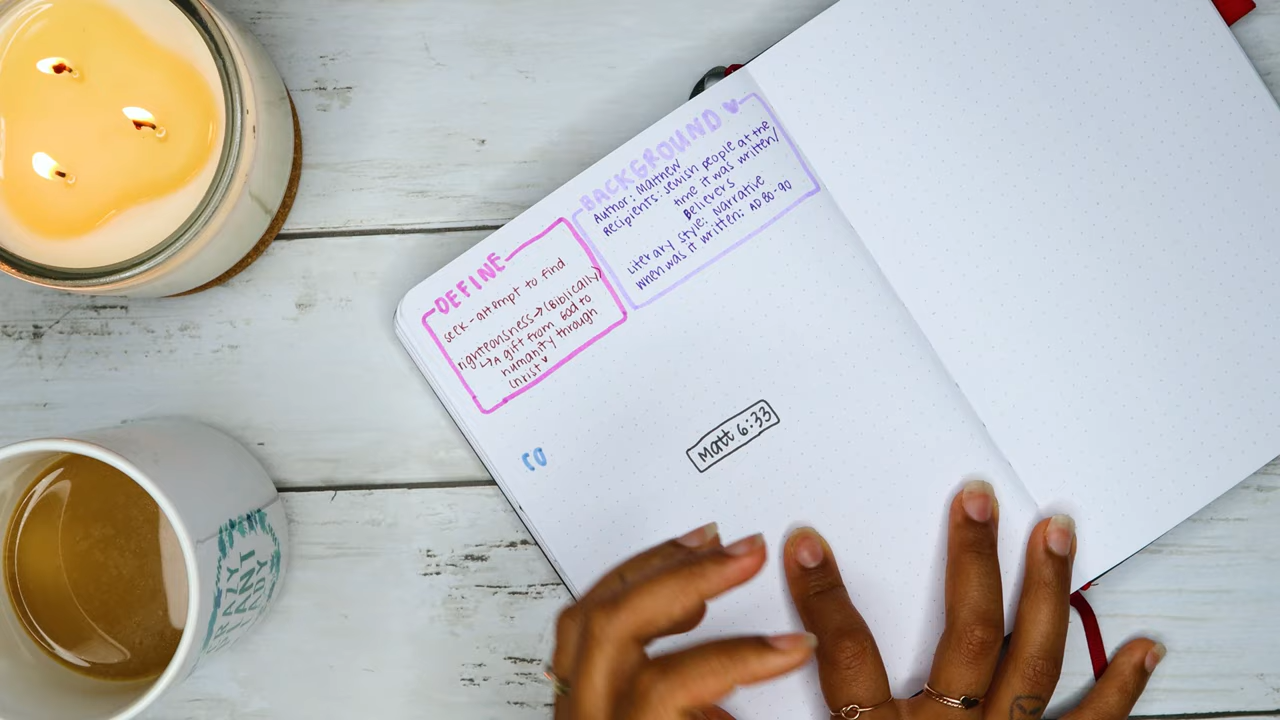 DEFINE
seek - attempt to find
righteousness → (Biblically)
↳ A gift from God to
humanity through
Christ
BACKGROUND
Author: Matthew
Recipients: Jewish people at the
time it was written/
Believers
Literary style: Narrative
when was it written: AD 80-90
Matt 6:33
CO
CRAZY
PLANT
LADY